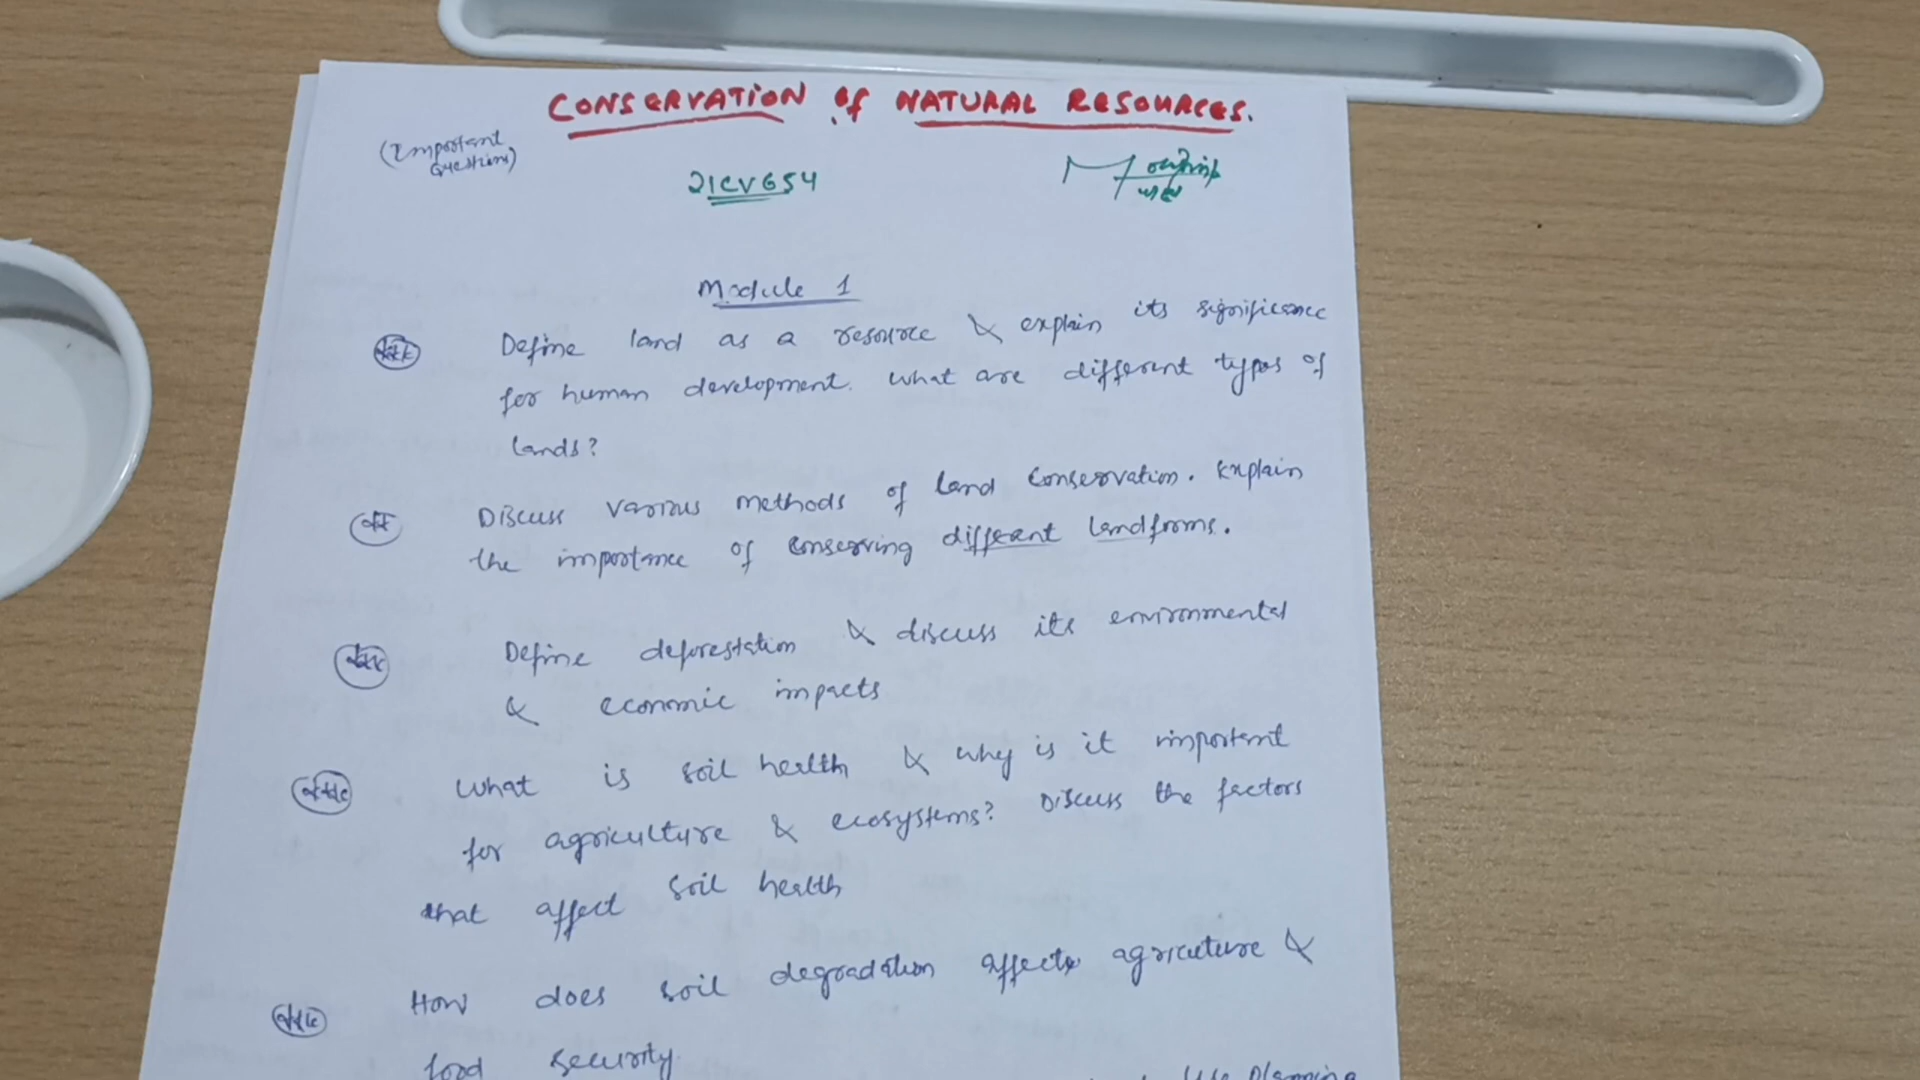 CONSERVATION of NATURAL RESOURCES.
(Important
Questions)
21CV654
Module 1
Define land as a resource & explain its significance
for human development. What are different types of
lands?
Discuss various methods of land conservation. Explain
the importance of conserving different landforms.
Define deforestation & discuss its environmental
& economic impacts
What is soil health & why is it important
for agriculture & ecosystems? Discuss the factors
that affect soil health
How does soil degradation affects agriculture &
food security.
Use Planning